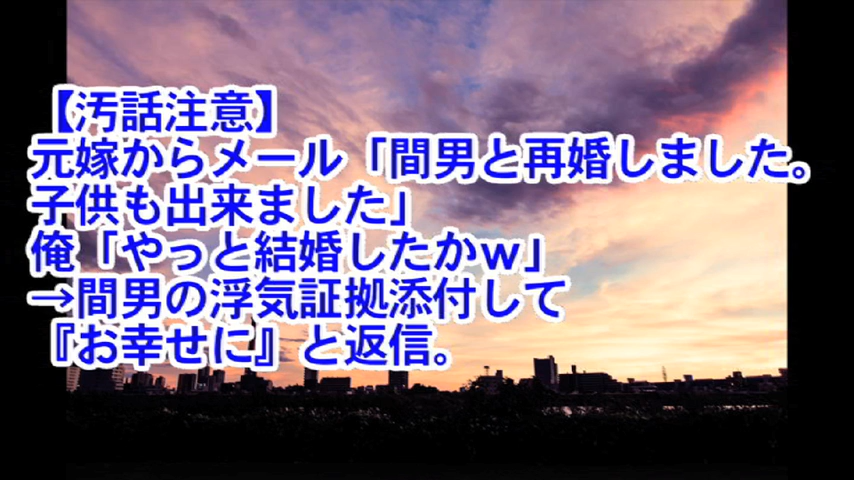 【汚話注意】
元嫁からメール「間男と再婚しました。
子供も出来ました」
俺「やっと結婚したかｗ」
→間男の浮気証拠添付して
『お幸せに』と返信。